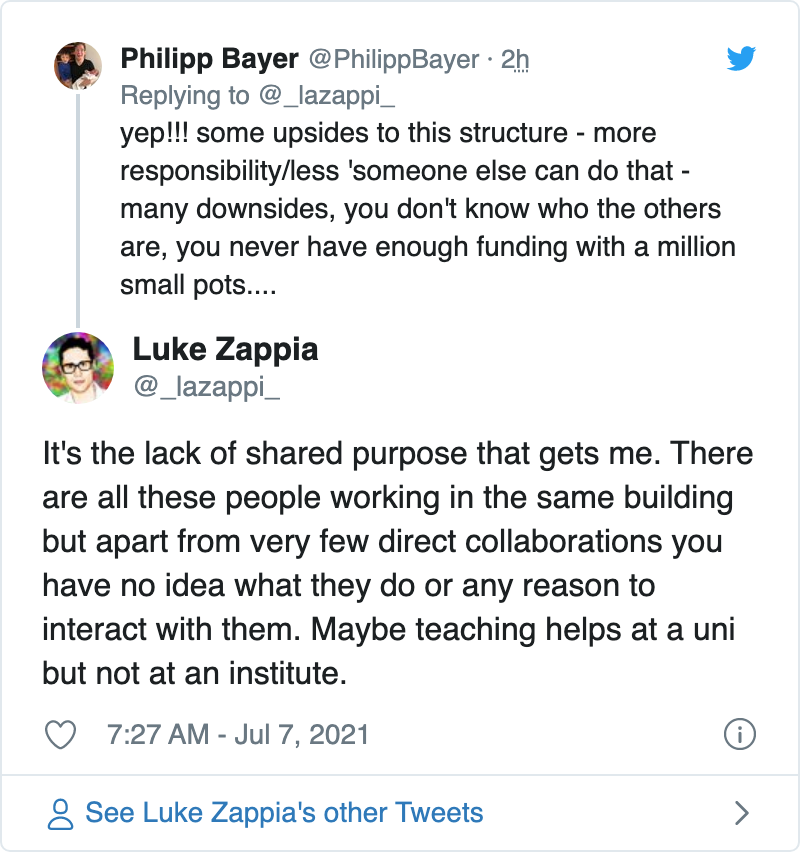 Philipp Bayer @PhilippBayer · 2h
Replying to @_lazappi_
yep!!! some upsides to this structure - more
responsibility/less 'someone else can do that -
many downsides, you don't know who the others
are, you never have enough funding with a million
small pots....
Luke Zappia
@_lazappi_
It's the lack of shared purpose that gets me. There
are all these people working in the same building
but apart from very few direct collaborations you
have no idea what they do or any reason to
interact with them. Maybe teaching helps at a uni
but not at an institute.
7:27 AM - Jul 7, 2021
See Luke Zappia's other Tweets